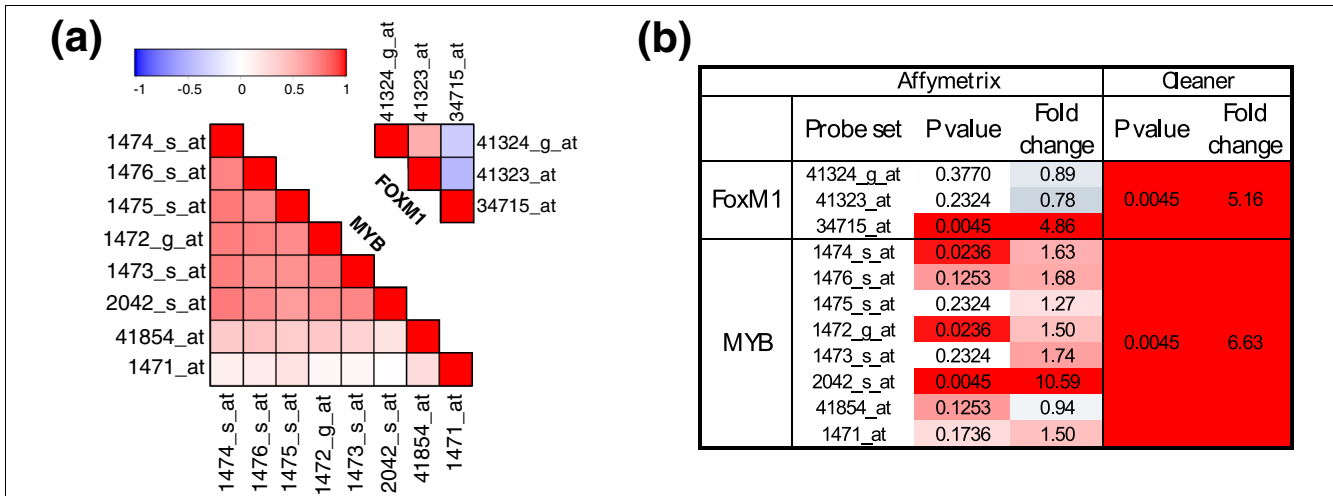 (a)
-1 -0.5 0 0.5 1
41324_g_at
41323_at
34715_at
41324_g_at
41323_at
34715_at
FOXM1
MYB
1474_s_at
1476_s_at
1475_s_at
1472_g_at
1473_s_at
2042_s_at
41854_at
1471_at
1474_s_at
1476_s_at
1475_s_at
1472_g_at
1473_s_at
2042_s_at
41854_at
1471_at
(b)
Affymetrix Cleaner
Probe set P value Fold change P value Fold change
FoxM1 0.0045 5.16
41324_g_at 0.3770 0.89
41323_at 0.2324 0.78
34715_at 0.0045 4.86
MYB 0.0045 6.63
1474_s_at 0.0236 1.63
1476_s_at 0.1253 1.68
1475_s_at 0.2324 1.27
1472_g_at 0.0236 1.50
1473_s_at 0.2324 1.74
2042_s_at 0.0045 10.59
41854_at 0.1253 0.94
1471_at 0.1736 1.50